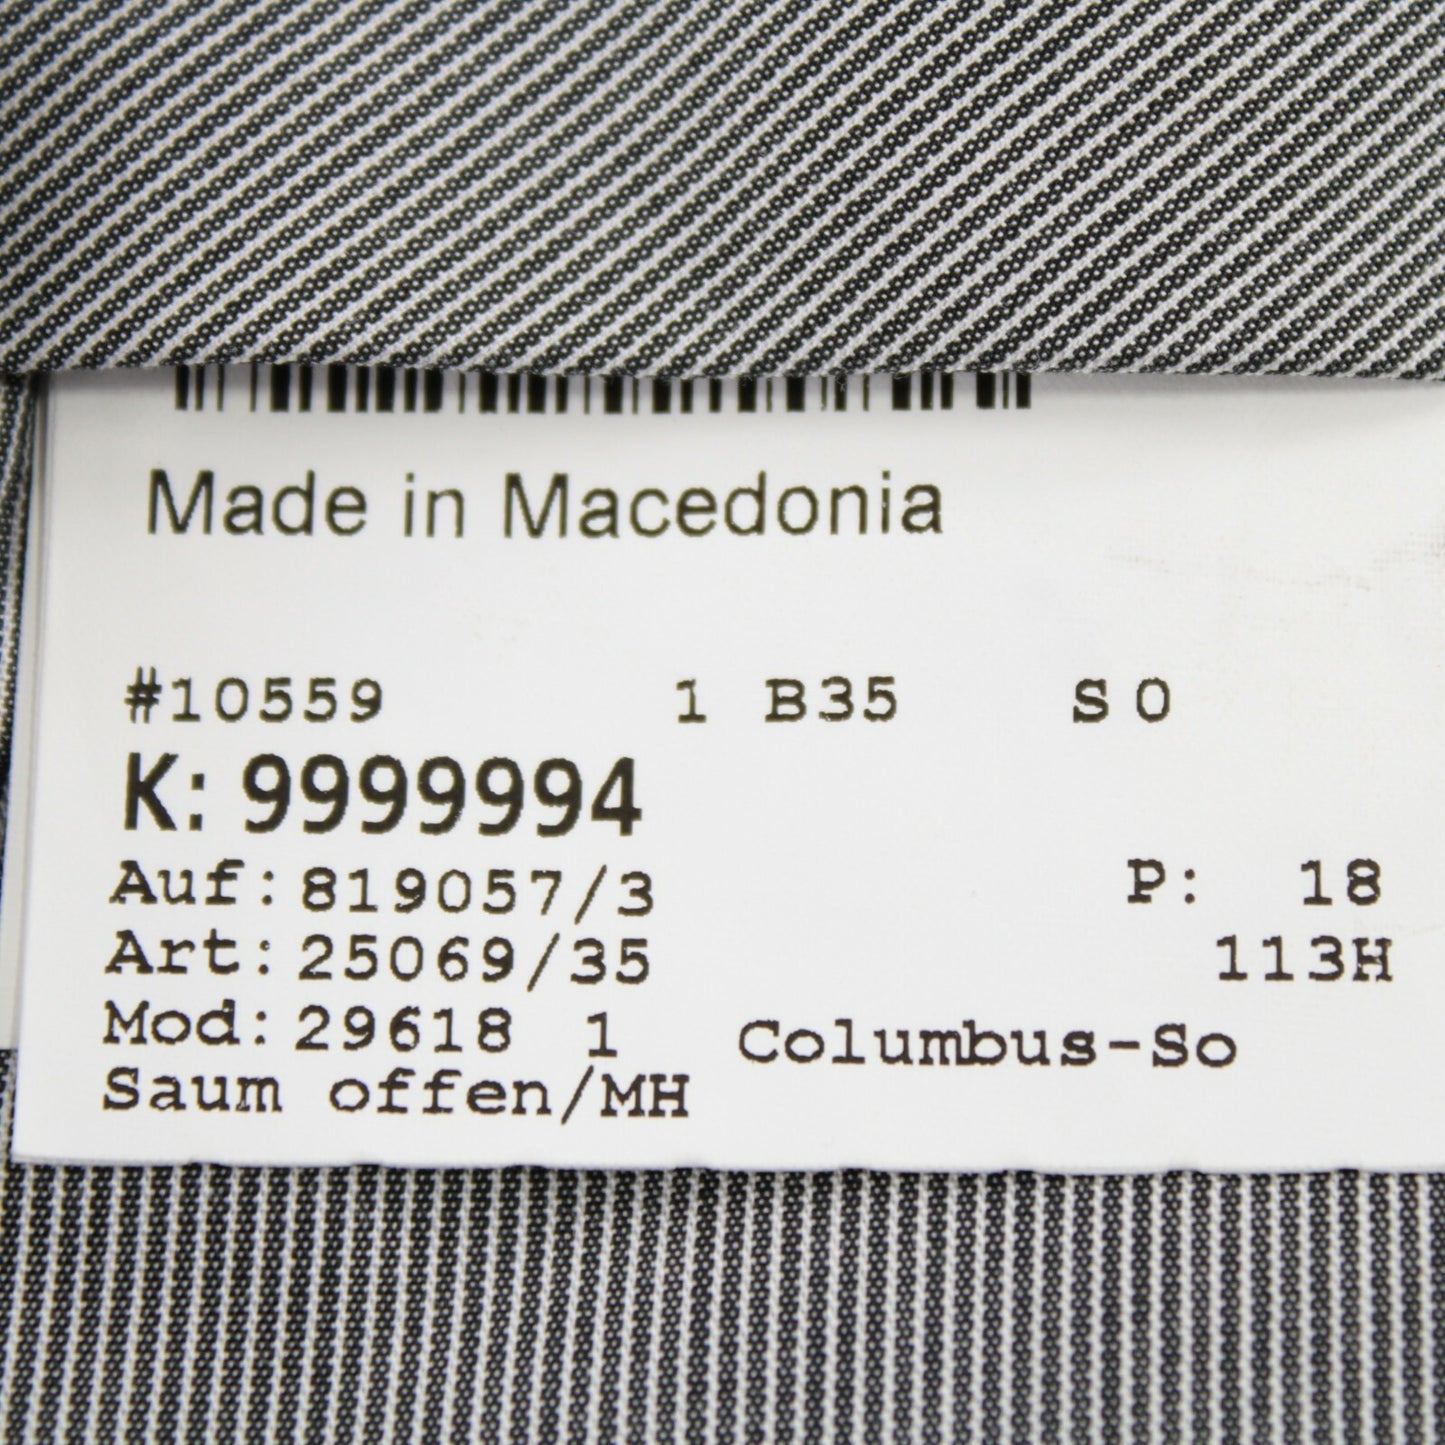 Made in Macedonia
#10559 1 B35 S 0
K: 9999994
Auf: 819057/3 P: 18
Art: 25069/35 113H
Mod: 29618 1 Columbus-So
Saum offen/MH